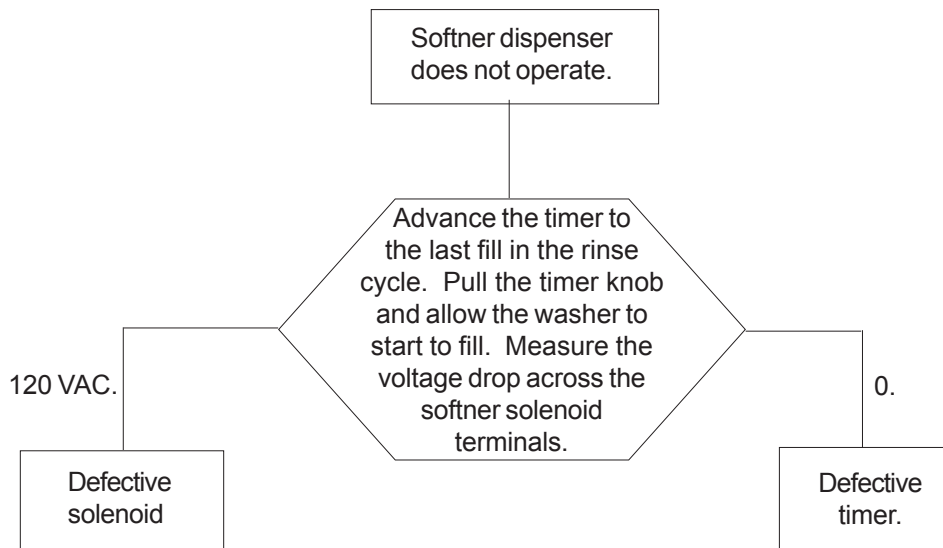 Softner dispenser
does not operate.
Advance the timer to
the last fill in the rinse
cycle. Pull the timer knob
and allow the washer to
start to fill. Measure the
voltage drop across the
softner solenoid
terminals.
120 VAC.
0.
Defective
solenoid
Defective
timer.